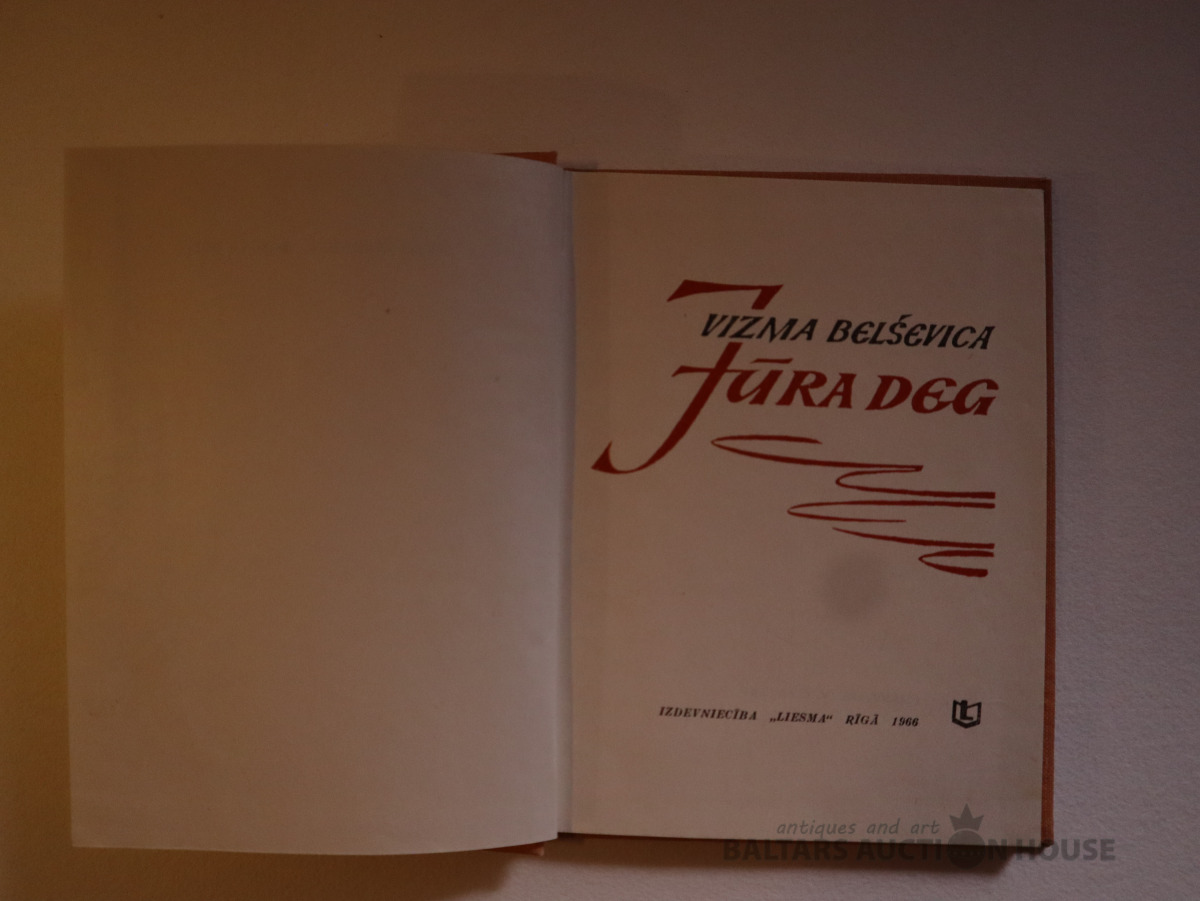 VIZMA BELŠEVICA
JŪRA DEG
IZDEVNIECĪBA „LIESMA“ RĪGĀ 1966
antiques and art
BALTARS AUCTION HOUSE